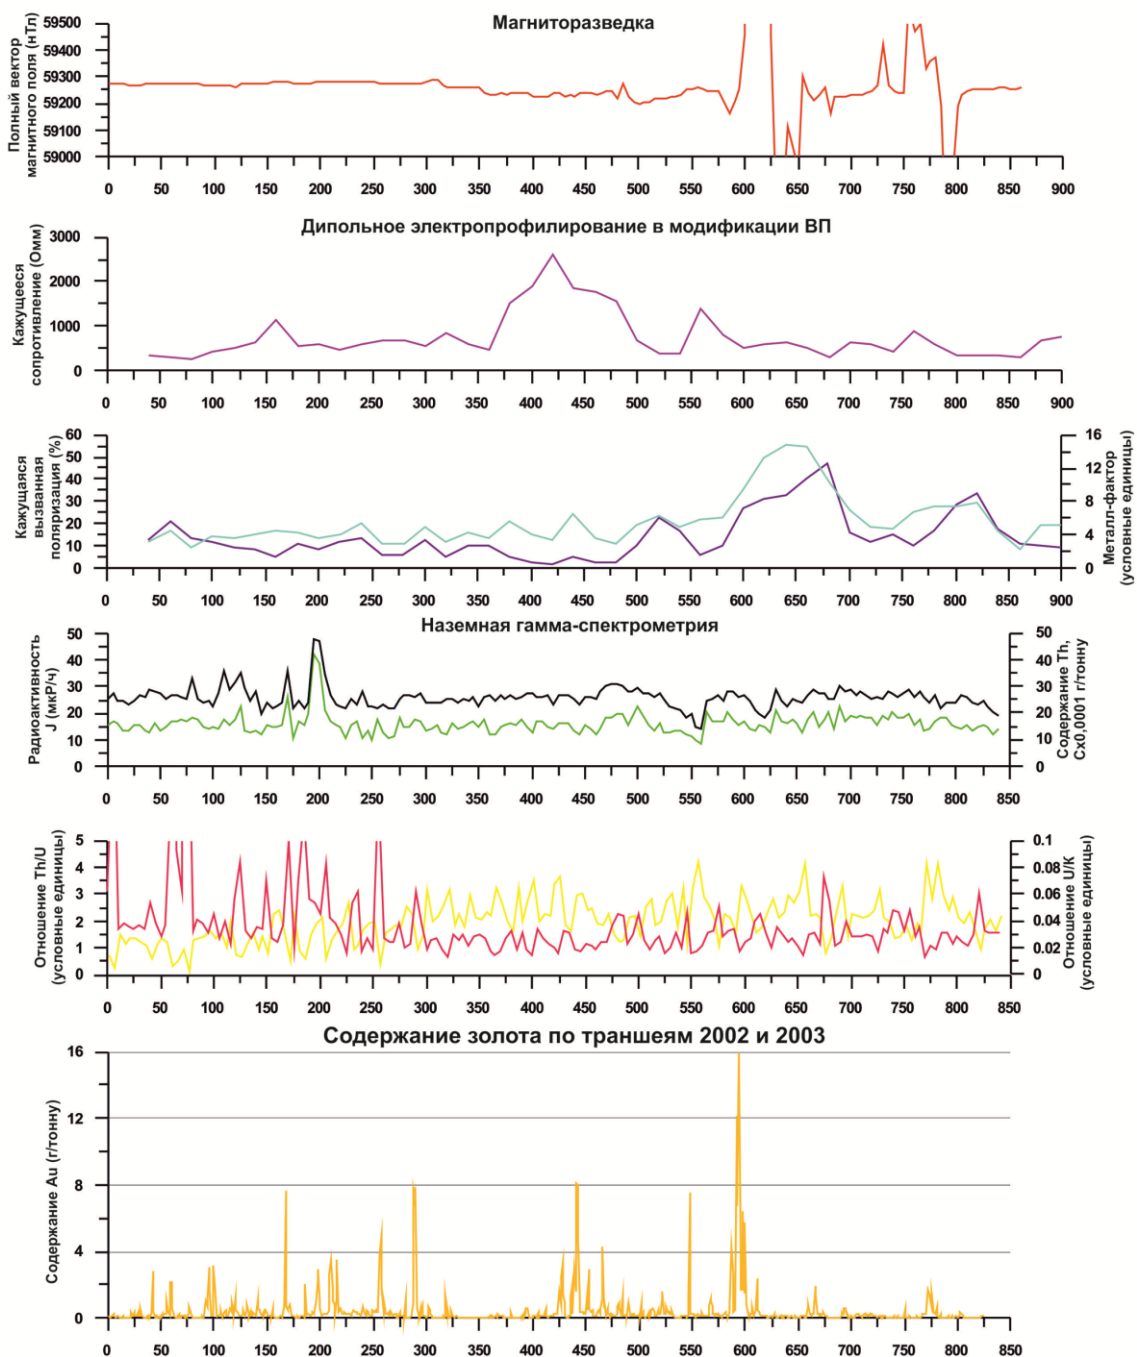 Магниторазведка
Полный вектор
магнитного поля (нТл)
59500
59400
59300
59200
59100
59000
0 50 100 150 200 250 300 350 400 450 500 550 600 650 700 750 800 850 900
Дипольное электропрофилирование в модификации ВП
Кажущееся
сопротивление (Омм)
3000
2000
1000
0
0 50 100 150 200 250 300 350 400 450 500 550 600 650 700 750 800 850 900
Кажущаяся
вызванная
поляризация (%)
60
50
40
30
20
10
0
16
12
8
4
0
Металл-фактор
(условные единицы)
0 50 100 150 200 250 300 350 400 450 500 550 600 650 700 750 800 850 900
Наземная гамма-спектрометрия
Радиоактивность
J (мкР/ч)
50
40
30
20
10
0
50
40
30
20
10
0
Содержание Th,
Cx0,0001 г/тонну
0 50 100 150 200 250 300 350 400 450 500 550 600 650 700 750 800 850
Отношение Th/U
(условные единицы)
5
4
3
2
1
0
0.1
0.08
0.06
0.04
0.02
0
Отношение U/K
(условные единицы)
0 50 100 150 200 250 300 350 400 450 500 550 600 650 700 750 800 850
Содержание золота по траншеям 2002 и 2003
Содержание Au (г/тонну)
16
12
8
4
0
0 50 100 150 200 250 300 350 400 450 500 550 600 650 700 750 800 850